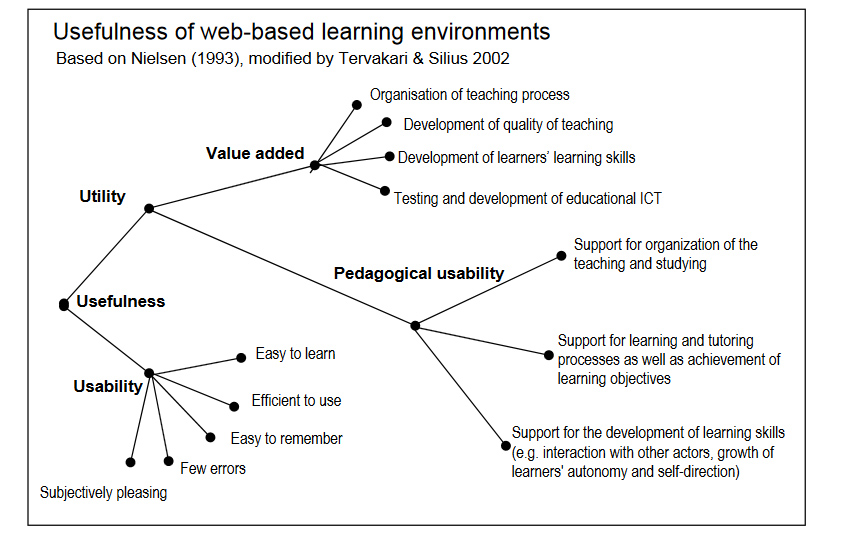 Usefulness of web-based learning environments
Based on Nielsen (1993), modified by Tervakari & Silius 2002
Organisation of teaching process
Development of quality of teaching
Value added
Development of learners' learning skills
Utility
Testing and development of educational ICT
Support for organization of the
teaching and studying
Pedagogical usability
Usefulness
Support for learning and tutoring
processes as well as achievement of
learning objectives
Easy to learn
Usability
Efficient to use
Easy to remember
Support for the development of learning skills
(e.g. interaction with other actors, growth of
learners' autonomy and self-direction)
Few errors
Subjectively pleasing